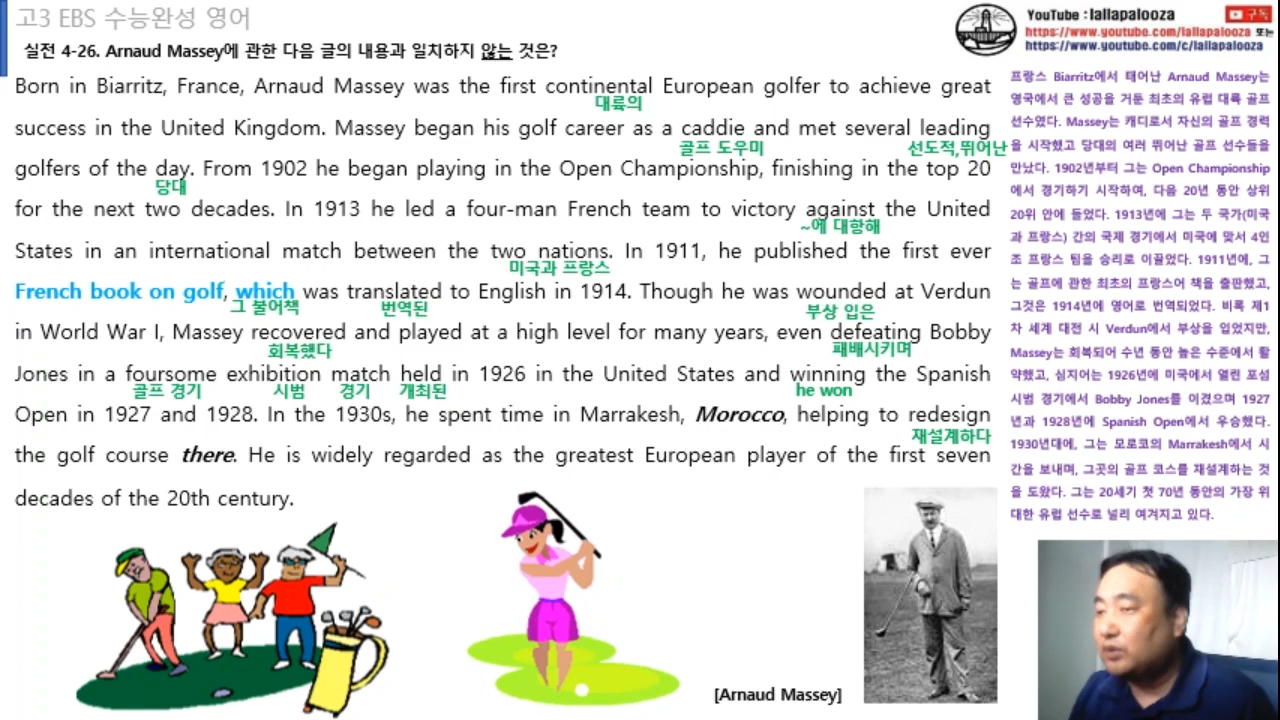 고3 EBS 수능완성 영어
실전 4-26. Arnaud Massey에 관한 다음 글의 내용과 일치하지 않는 것은?
YouTube : lallapalooza
구독
https://www.youtube.com/lallapalooza 또는
https://www.youtube.com/c/lallapalooza
Born in Biarritz, France, Arnaud Massey was the first continental European golfer to achieve great
대륙의
success in the United Kingdom. Massey began his golf career as a caddie and met several leading
골프 도우미 선도적,뛰어난
golfers of the day. From 1902 he began playing in the Open Championship, finishing in the top 20
당대
for the next two decades. In 1913 he led a four-man French team to victory against the United
~에 대항해
States in an international match between the two nations. In 1911, he published the first ever
미국과 프랑스
French book on golf, which was translated to English in 1914. Though he was wounded at Verdun
그 불어책 번역된 부상 입은
in World War I, Massey recovered and played at a high level for many years, even defeating Bobby
회복했다 패배시키며
Jones in a foursome exhibition match held in 1926 in the United States and winning the Spanish
골프 경기 시범 경기 개최된 he won
Open in 1927 and 1928. In the 1930s, he spent time in Marrakesh, Morocco, helping to redesign
재설계하다
the golf course there. He is widely regarded as the greatest European player of the first seven
decades of the 20th century.
프랑스 Biarritz에서 태어난 Arnaud Massey는
영국에서 큰 성공을 거둔 최초의 유럽 대륙 골프
선수였다. Massey는 캐디로서 자신의 골프 경력
을 시작했고 당대의 여러 뛰어난 골프 선수들을
만났다. 1902년부터 그는 Open Championship
에서 경기하기 시작하여, 다음 20년 동안 상위
20위 안에 들었다. 1913년에 그는 두 국가(미국
과 프랑스) 간의 국제 경기에서 미국에 맞서 4인
조 프랑스 팀을 승리로 이끌었다. 1911년에, 그
는 골프에 관한 최초의 프랑스어 책을 출판했고,
그것은 1914년에 영어로 번역되었다. 비록 제1
차 세계 대전 시 Verdun에서 부상을 입었지만,
Massey는 회복되어 수년 동안 높은 수준에서 활
약했고, 심지어는 1926년에 미국에서 열린 포섬
시범 경기에서 Bobby Jones를 이겼으며 1927
년과 1928년에 Spanish Open에서 우승했다.
1930년대에, 그는 모로코의 Marrakesh에서 시
간을 보내며, 그곳의 골프 코스를 재설계하는 것
을 도왔다. 그는 20세기 첫 70년 동안의 가장 위
대한 유럽 선수로 널리 여겨지고 있다.
[Arnaud Massey]